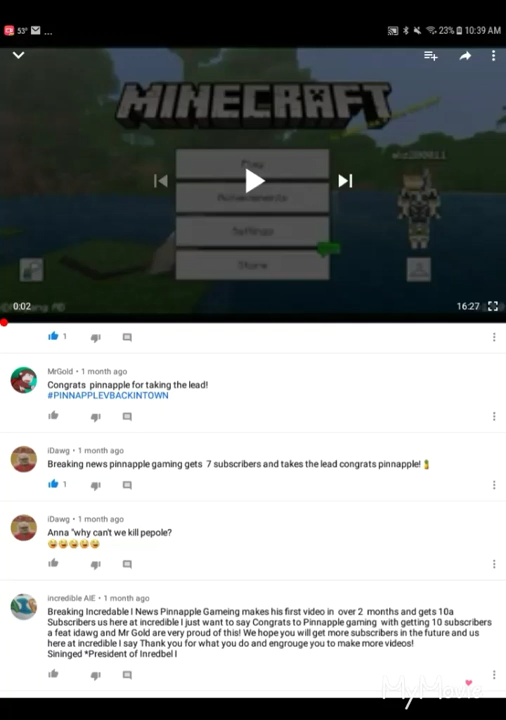 53°
...
23% 10:39 AM
MINECRAFT
Play
Achievements
Settings
Store
0:02
16:27
1
MrGold • 1 month ago
Congrats pinnapple for taking the lead!
#PINNAPPLEVBACKINTOWN
iDawg • 1 month ago
Breaking news pinnapple gaming gets 7 subscribers and takes the lead congrats pinnaple! 🍍
1
iDawg • 1 month ago
Anna "why can't we kill pepole?
😂😂😂😂😂
incredible AIE • 1 month ago
Breaking Incredable I News Pinnapple Gameing makes his first video in over 2 months and gets 10a
Subscribers us here at incredible I just want to say Congrats to Pinnapple gaming with getting 10 subscribers
a feat idawg and Mr Gold are very proud of this! We hope you will get more subscribers in the future and us
here at incredible I say Thank you for what you do and engrouge you to make more videos!
Sininged *President of Inredbel I
MyMovie